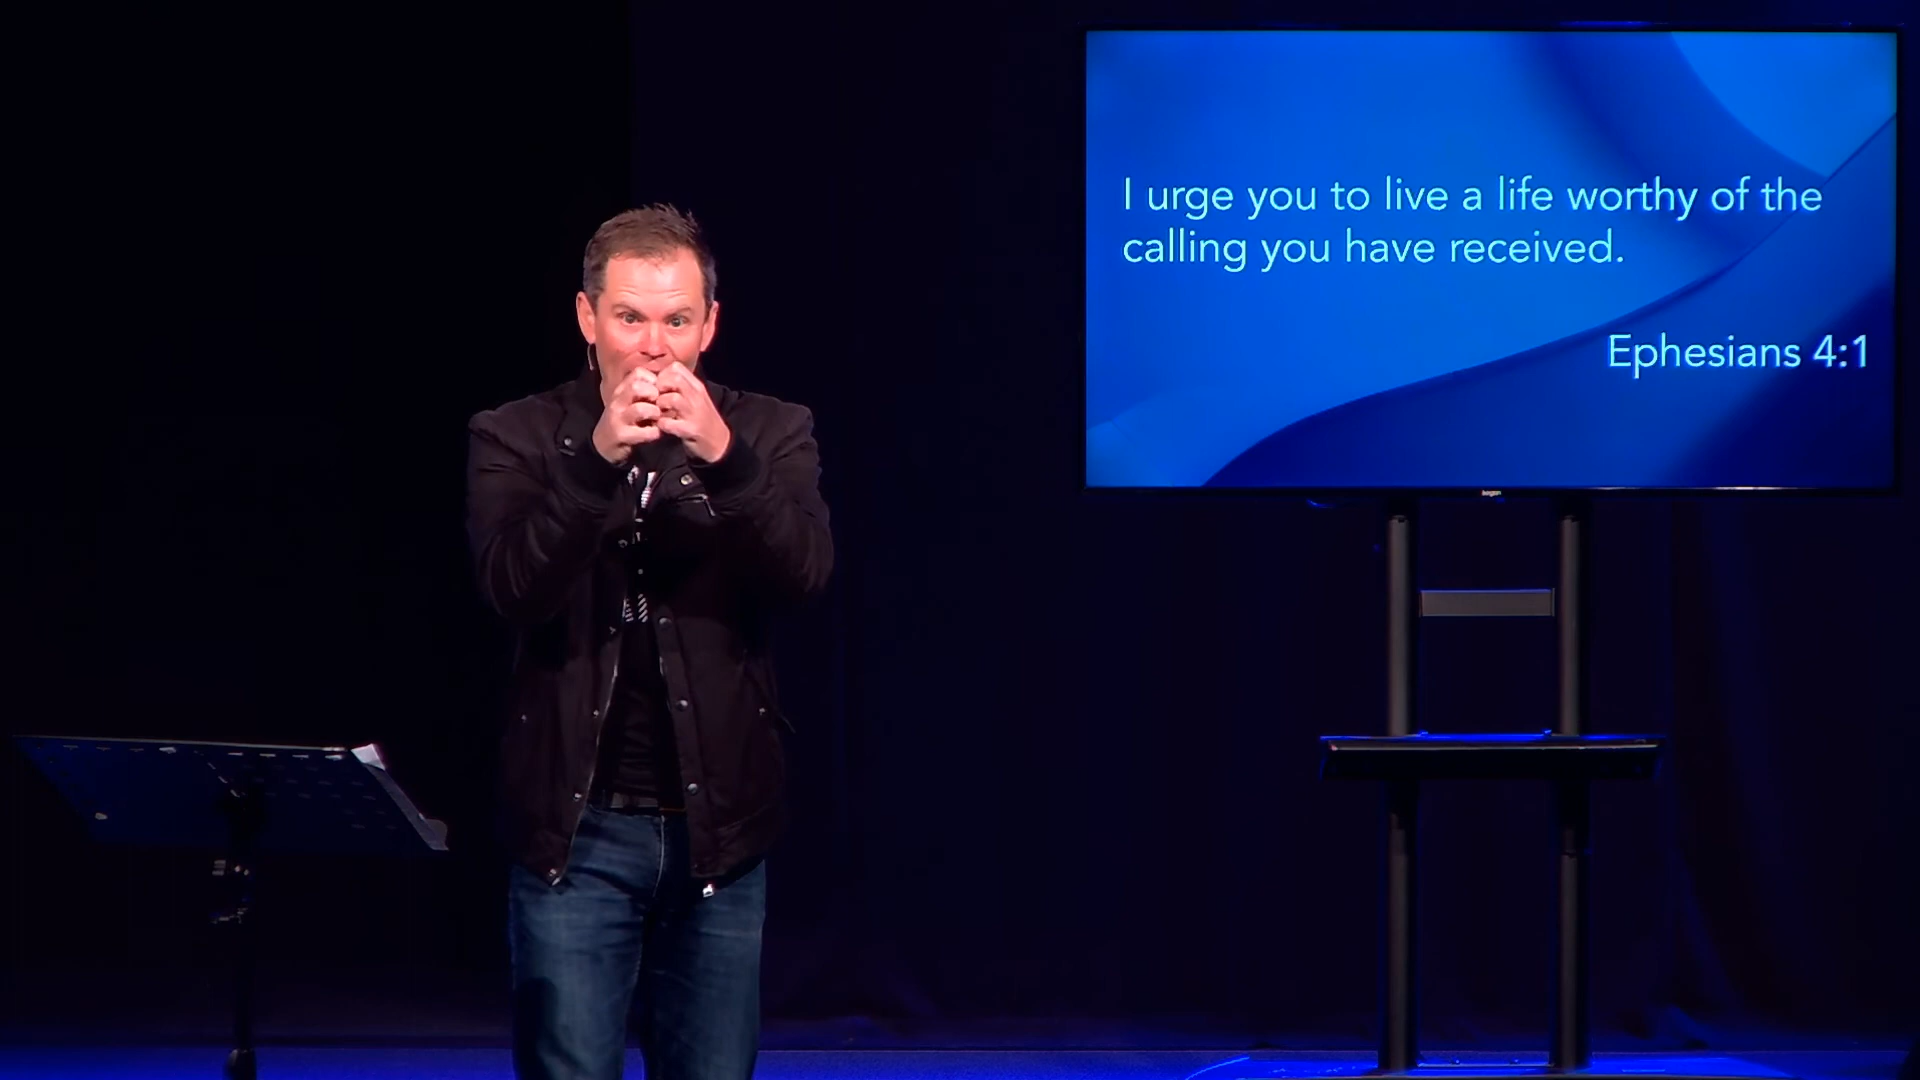 I urge you to live a life worthy of the
calling you have received.
Ephesians 4:1